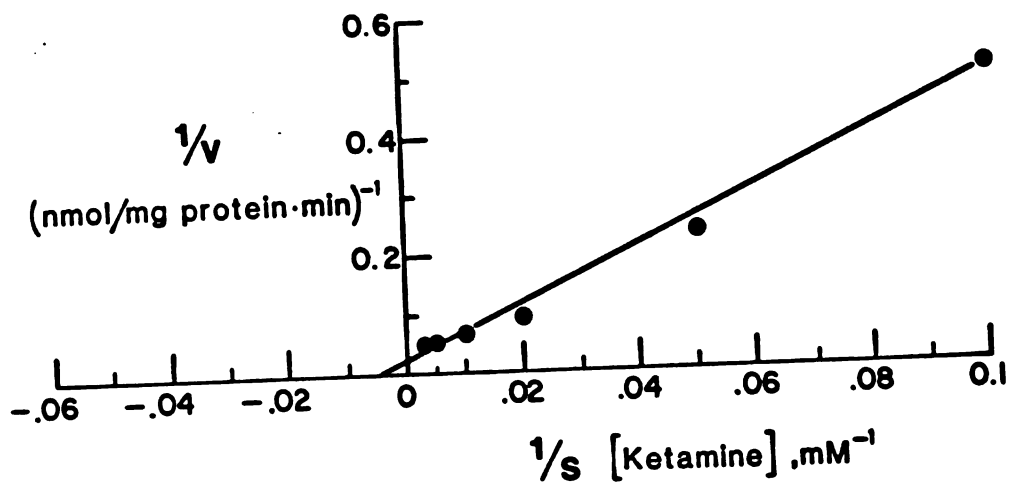 0.6
0.4
0.2
1/v
(nmol/mg protein·min)⁻¹
-.06 -.04 -.02 0 .02 .04 .06 .08 0.1
1/s [Ketamine] ,mM⁻¹